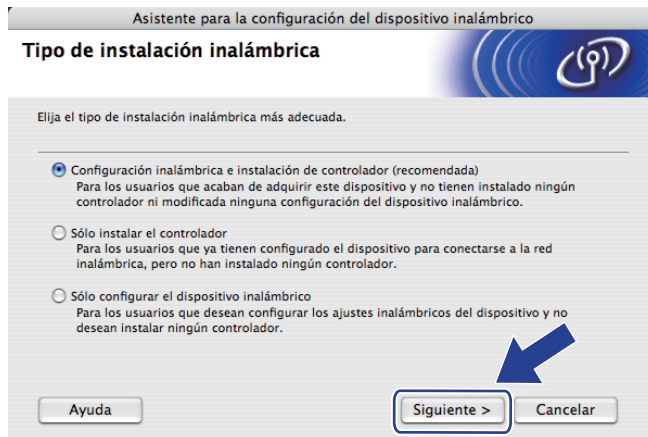 Asistente para la configuración del dispositivo inalámbrico
Tipo de instalación inalámbrica
Elija el tipo de instalación inalámbrica más adecuada.
Configuración inalámbrica e instalación de controlador (recomendada)
Para los usuarios que acaban de adquirir este dispositivo y no tienen instalado ningún
controlador ni modificada ninguna configuración del dispositivo inalámbrico.
Sólo instalar el controlador
Para los usuarios que ya tienen configurado el dispositivo para conectarse a la red
inalámbrica, pero no han instalado ningún controlador.
Sólo configurar el dispositivo inalámbrico
Para los usuarios que desean configurar los ajustes inalámbricos del dispositivo y no
desean instalar ningún controlador.
Ayuda
Siguiente >
Cancelar